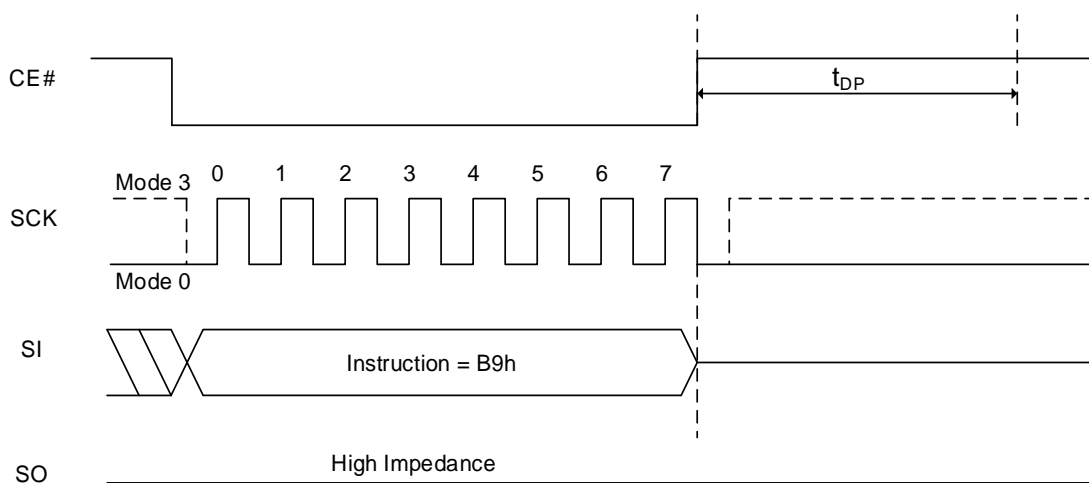 CE#
tDP
Mode 3
0 1 2 3 4 5 6 7
SCK
Mode 0
SI
Instruction = B9h
High Impedance
SO